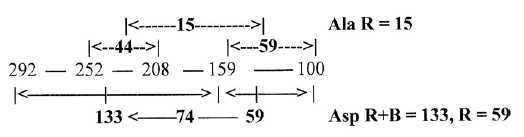 |<------15------->| Ala R = 15
|<--44-->| |<--59---->|
292 — 252 — 208 — 159 — 100
133 <—— 74 —— 59 Asp R+B = 133, R = 59